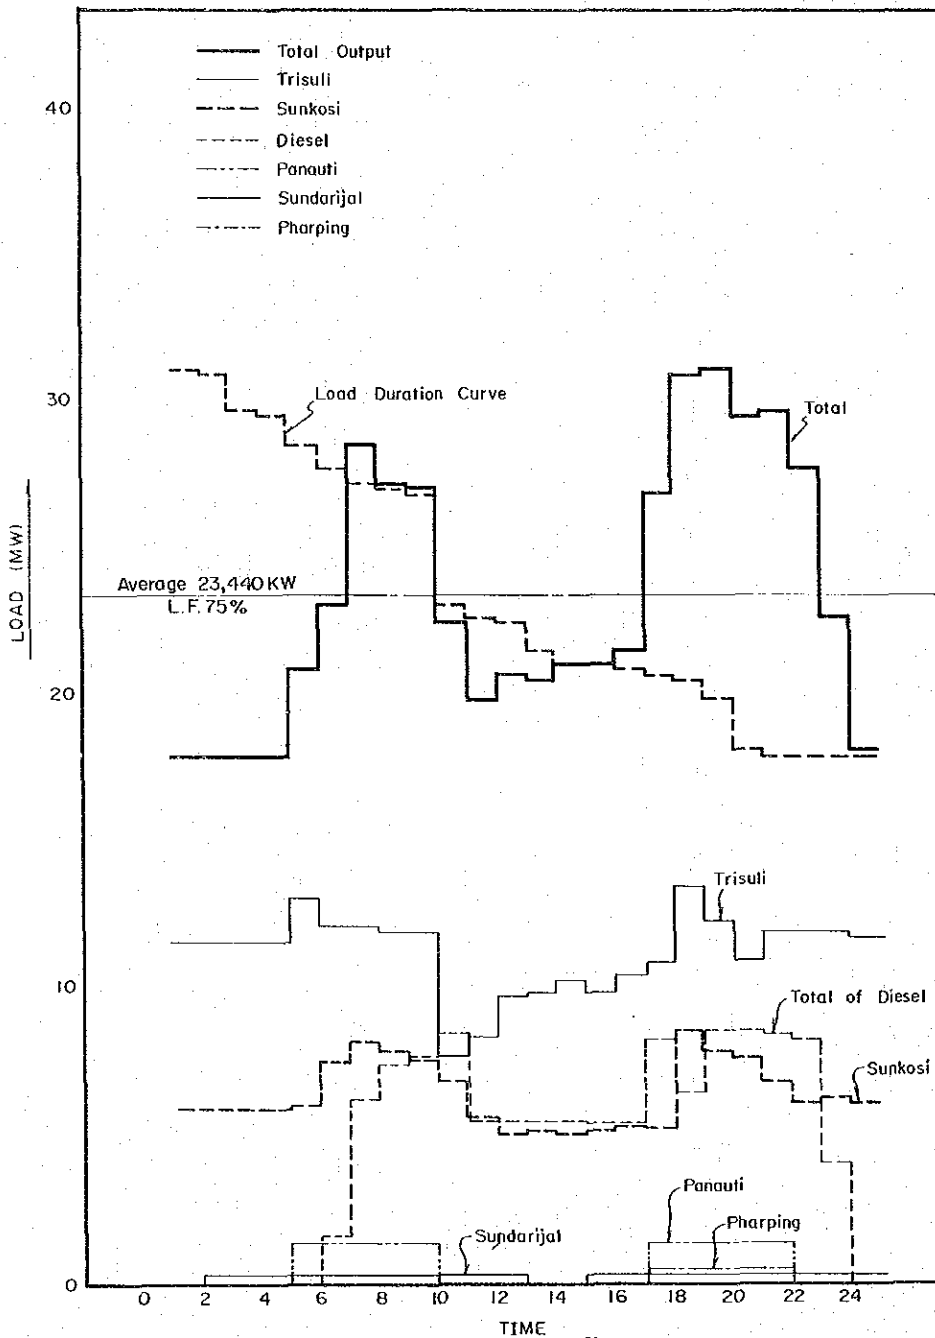 Total Output
Trisuli
Sunkosi
Diesel
Panauti
Sundarijal
Pharping
40
30
20
10
0
LOAD (MW)
Load Duration Curve
Total
Average 23,440 KW
L.F. 75%
Trisuli
Total of Diesel
Sunkosi
Panauti
Pharping
Sundarijal
0 2 4 6 8 10 12 14 16 18 20 22 24
TIME